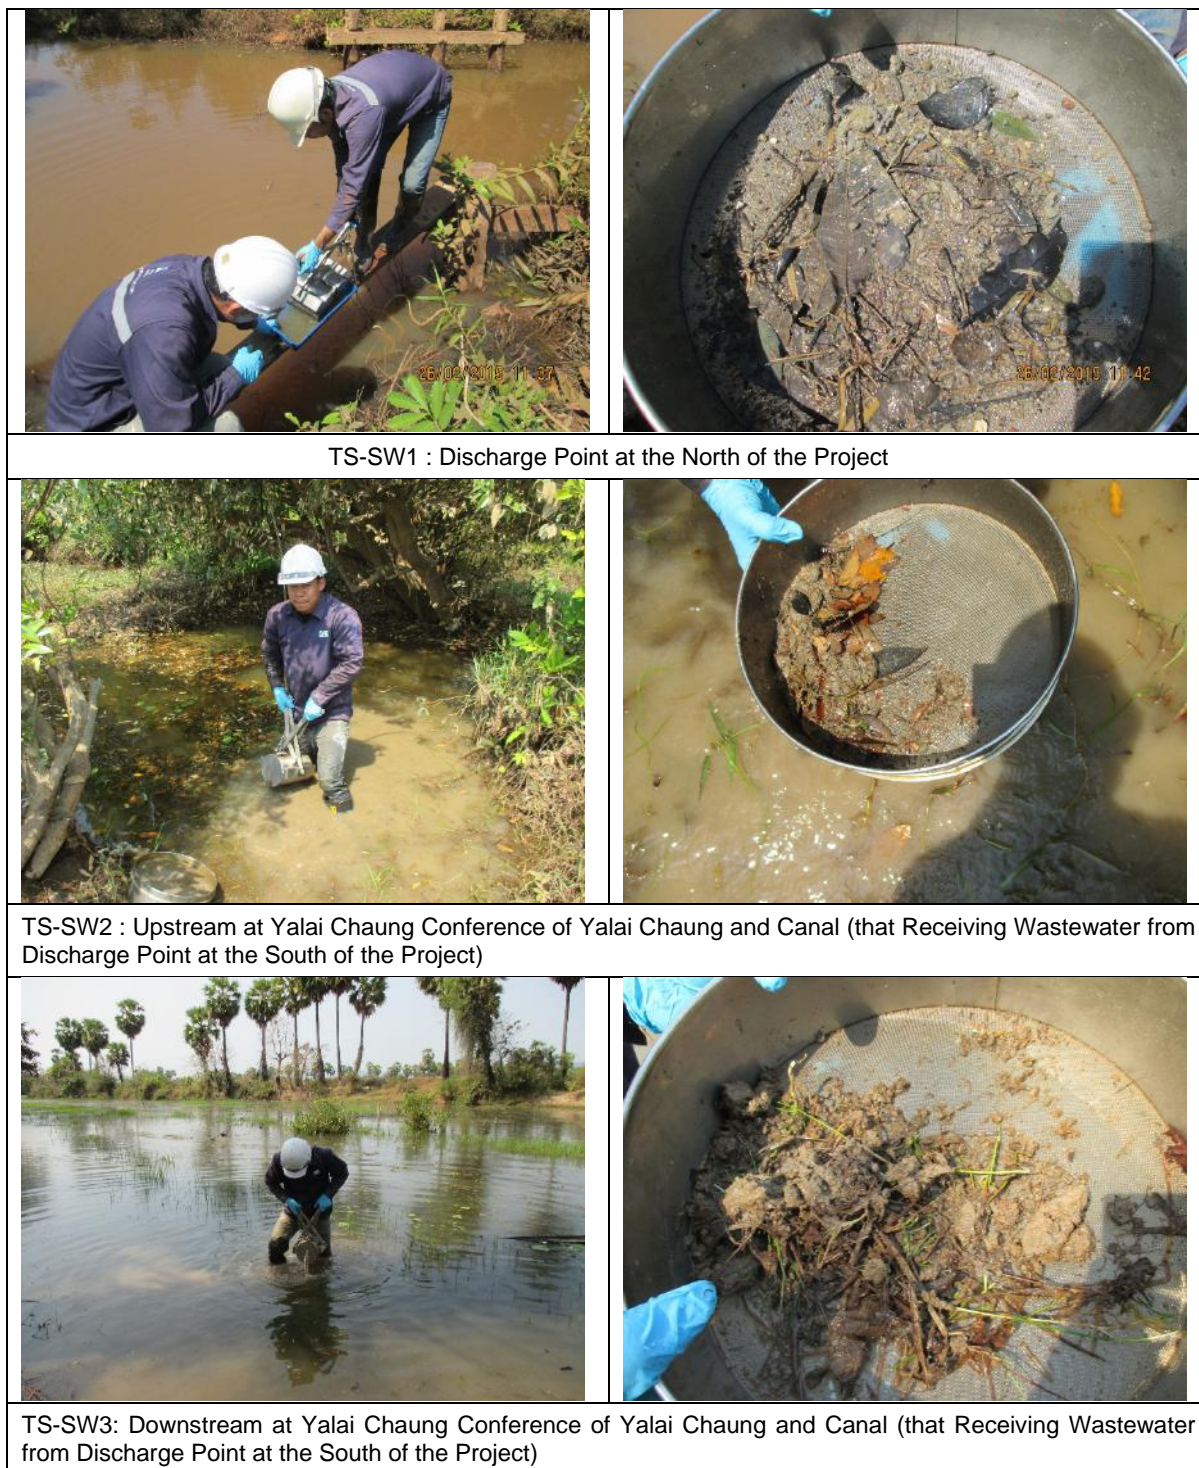 26/02/2015 11:37
26/02/2015 11:42
TS-SW1 : Discharge Point at the North of the Project
TS-SW2 : Upstream at Yalai Chaung Conference of Yalai Chaung and Canal (that Receiving Wastewater from
Discharge Point at the South of the Project)
TS-SW3: Downstream at Yalai Chaung Conference of Yalai Chaung and Canal (that Receiving Wastewater
from Discharge Point at the South of the Project)